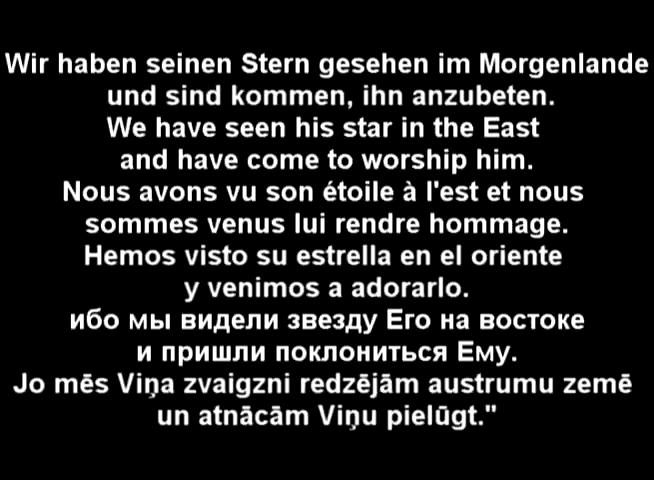 Wir haben seinen Stern gesehen im Morgenlande
und sind kommen, ihn anzubeten.
We have seen his star in the East
and have come to worship him.
Nous avons vu son étoile à l'est et nous
sommes venus lui rendre hommage.
Hemos visto su estrella en el oriente
y venimos a adorarlo.
ибо мы видели звезду Его на востоке
и пришли поклониться Ему.
Jo mēs Viņa zvaigzni redzējām austrumu zemē
un atnācām Viņu pielūgt."